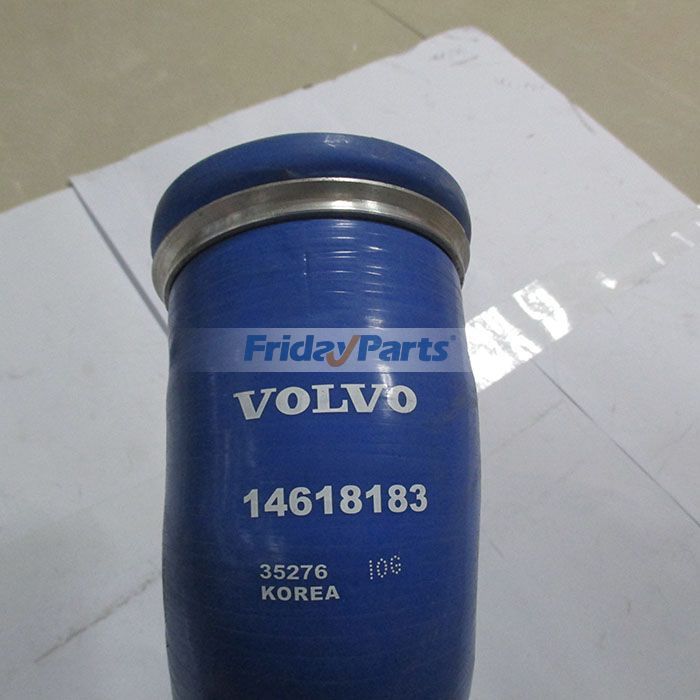 FridayParts®
VOLVO
14618183
35276 10G
KOREA